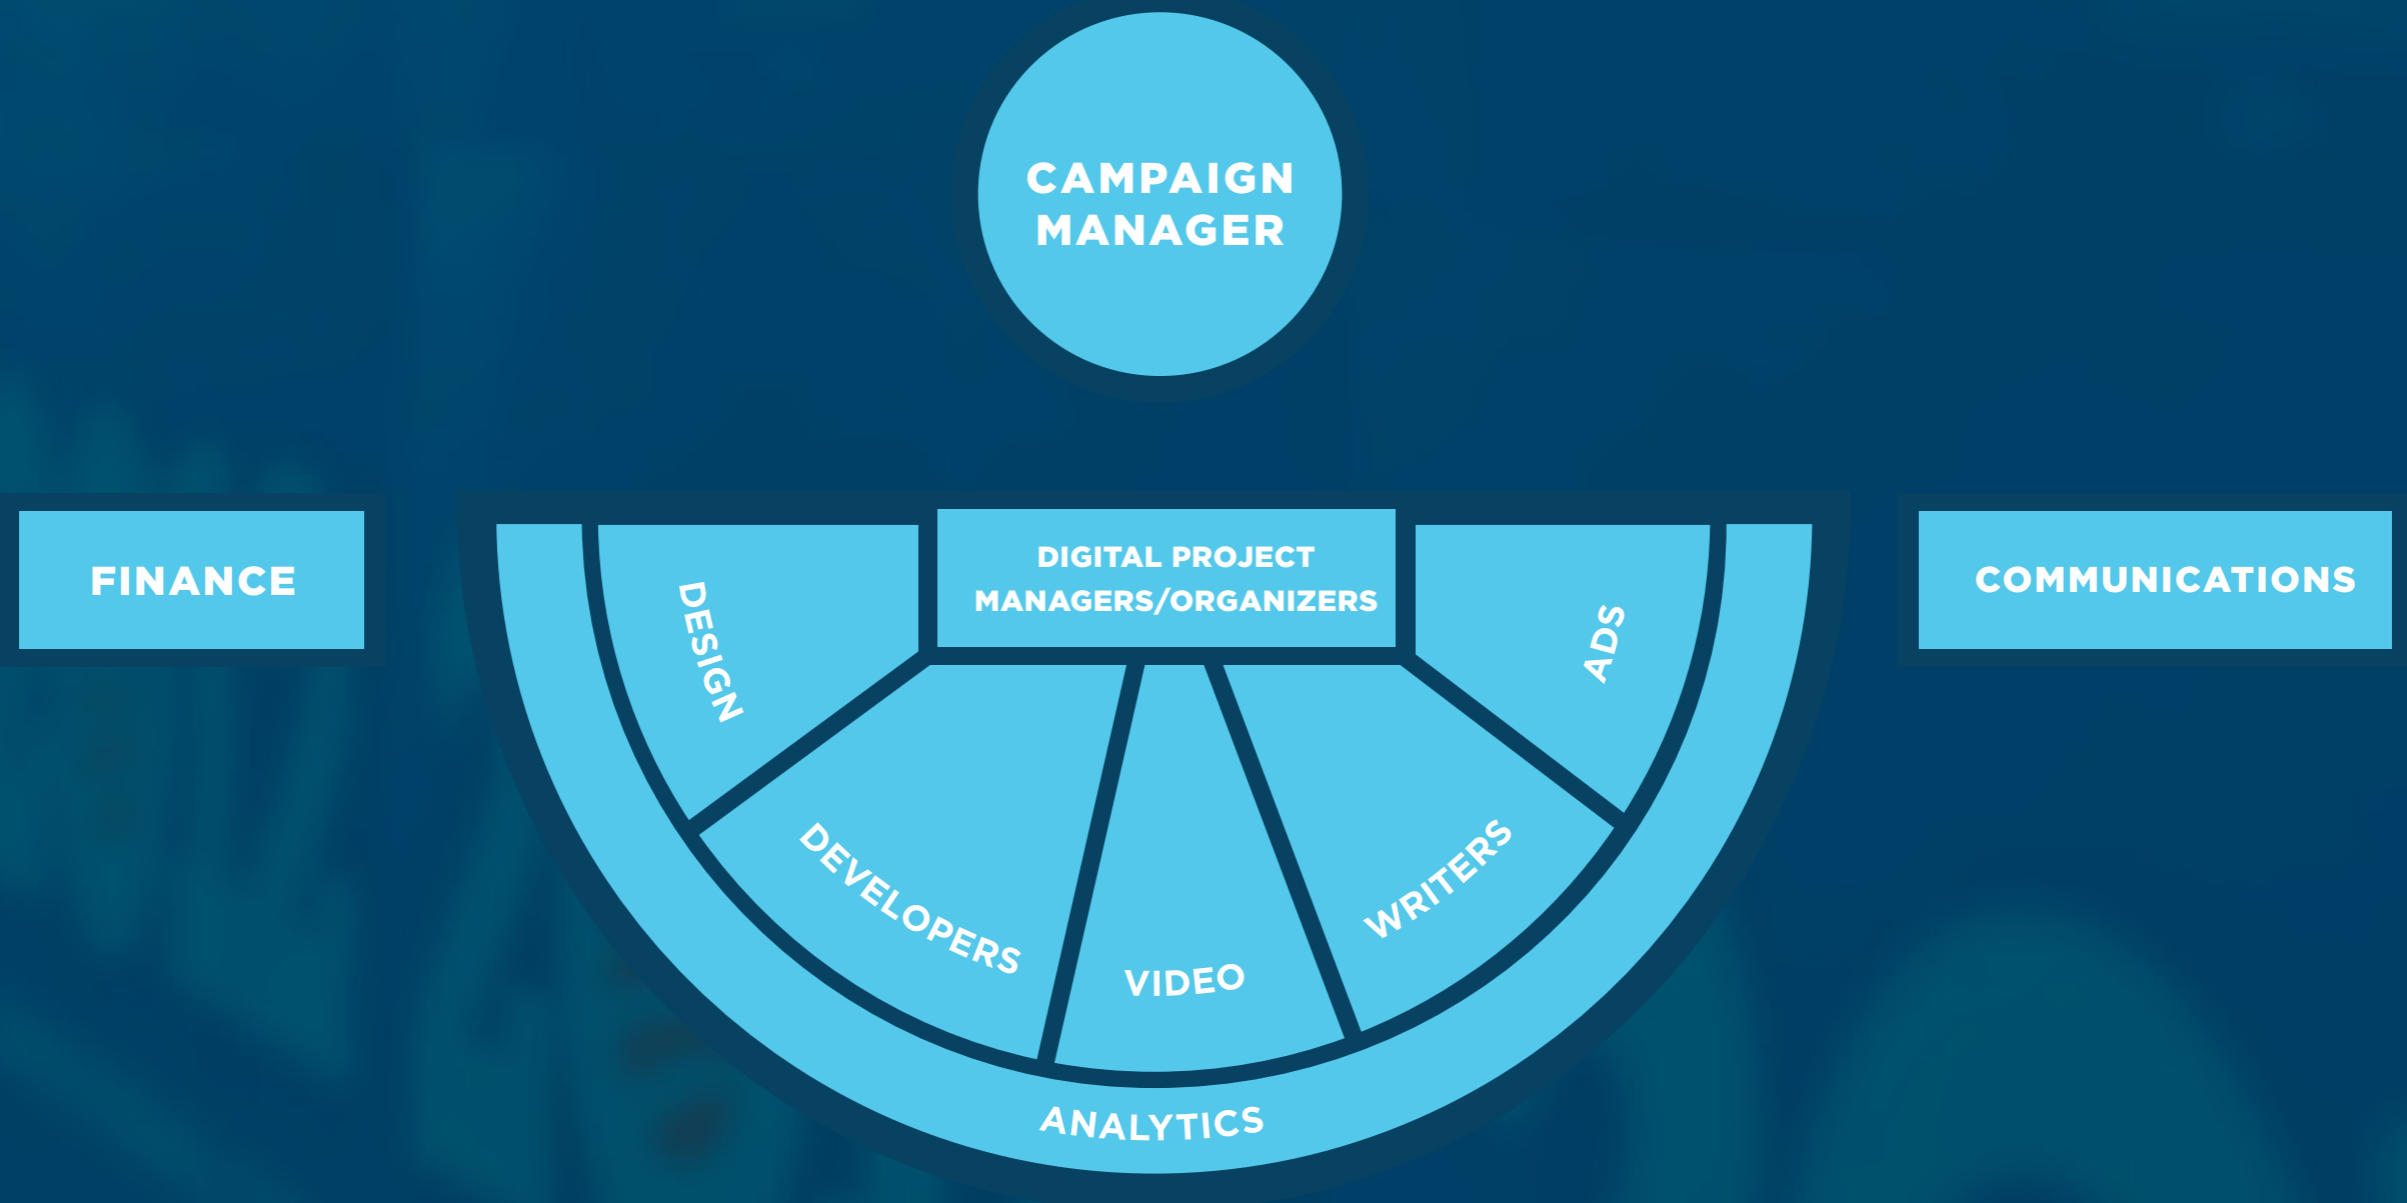 CAMPAIGN
MANAGER
FINANCE
DESIGN
DIGITAL PROJECT
MANAGERS/ORGANIZERS
ADS
COMMUNICATIONS
DEVELOPERS
VIDEO
WRITERS
ANALYTICS